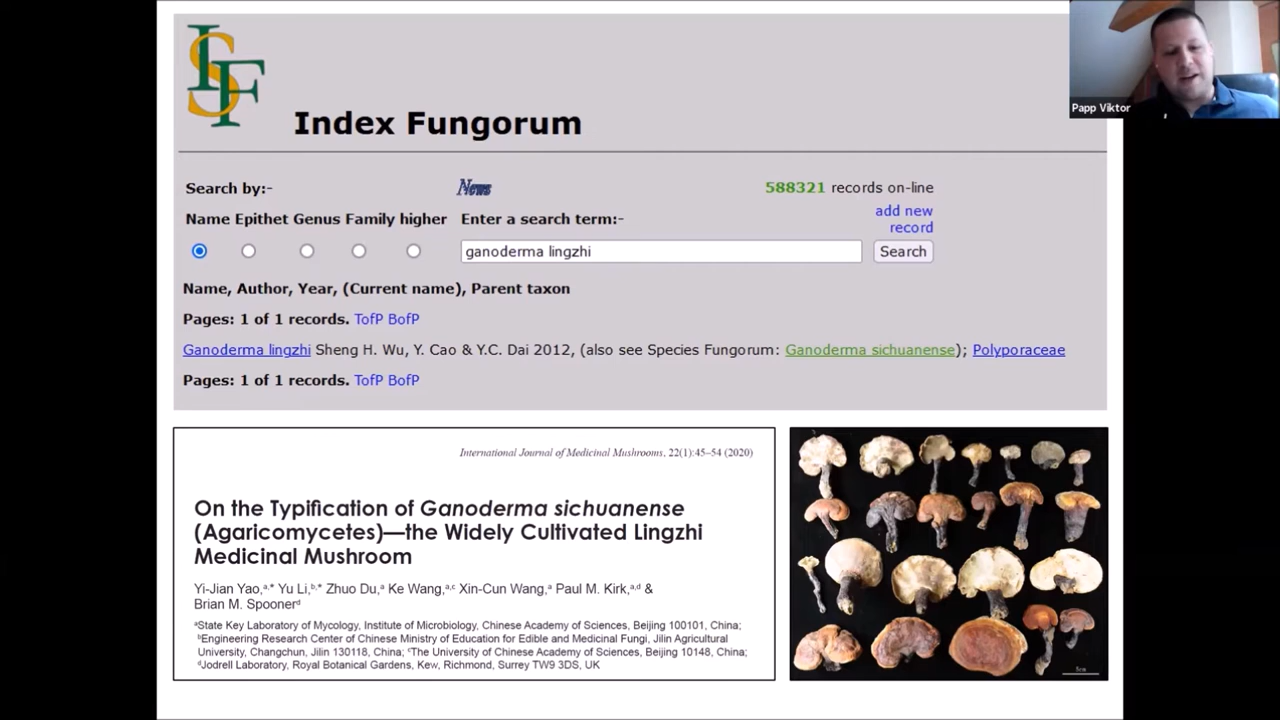 ISF
Papp Viktor
Index Fungorum
Search by:- News 588321 records on-line
add new
record
Name Epithet Genus Family higher Enter a search term:-
ganoderma lingzhi Search
Name, Author, Year, (Current name), Parent taxon
Pages: 1 of 1 records. TofP BofP
Ganoderma lingzhi Sheng H. Wu, Y. Cao & Y.C. Dai 2012, (also see Species Fungorum: Ganoderma sichuanense); Polyporaceae
Pages: 1 of 1 records. TofP BofP
International Journal of Medicinal Mushrooms, 22(1):45–54 (2020)
On the Typification of Ganoderma sichuanense
(Agaricomycetes)—the Widely Cultivated Lingzhi
Medicinal Mushroom
Yi-Jian Yao,a,* Yu Li,b,* Zhuo Du,a Ke Wang,a,c Xin-Cun Wang,a Paul M. Kirk,a,d &
Brian M. Spoonerd
aState Key Laboratory of Mycology, Institute of Microbiology, Chinese Academy of Sciences, Beijing 100101, China;
bEngineering Research Center of Chinese Ministry of Education for Edible and Medicinal Fungi, Jilin Agricultural
University, Changchun, Jilin 130118, China; cThe University of Chinese Academy of Sciences, Beijing 10148, China;
dJodrell Laboratory, Royal Botanical Gardens, Kew, Richmond, Surrey TW9 3DS, UK